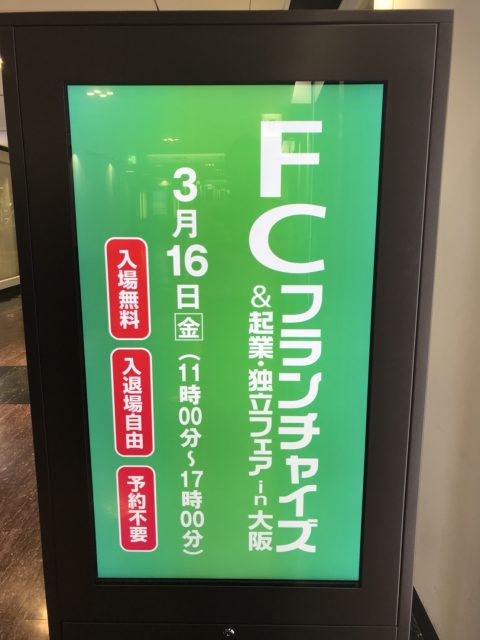 FCフランチャイズ
&起業・独立フェアin大阪
3月16日金(11時00分~17時00分)
入場無料
入退場自由
予約不要